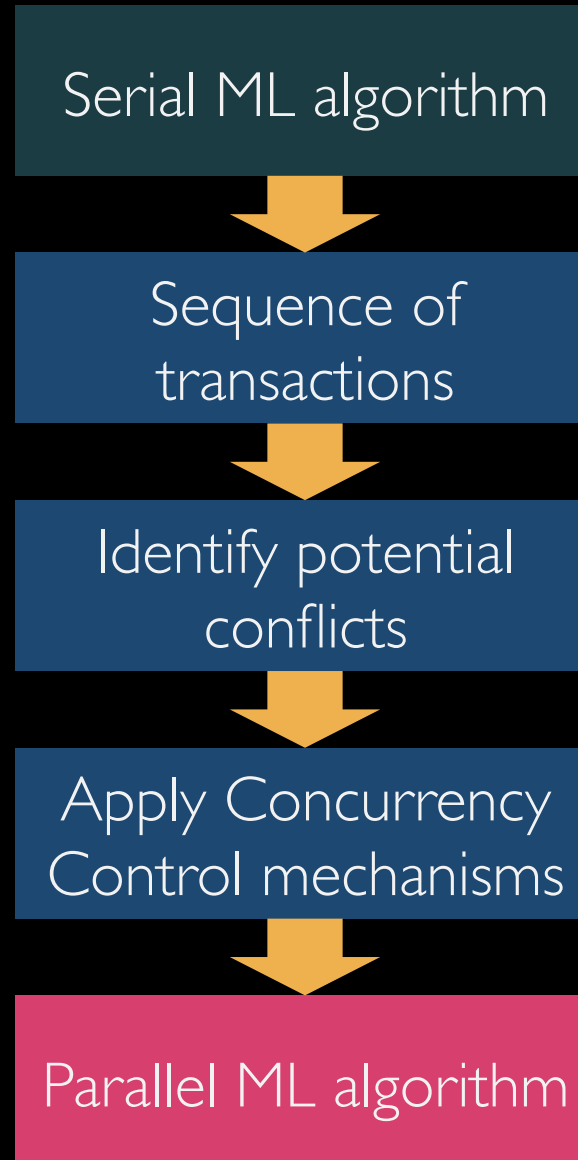 Serial ML algorithm
Sequence of
transactions
Identify potential
conflicts
Apply Concurrency
Control mechanisms
Parallel ML algorithm